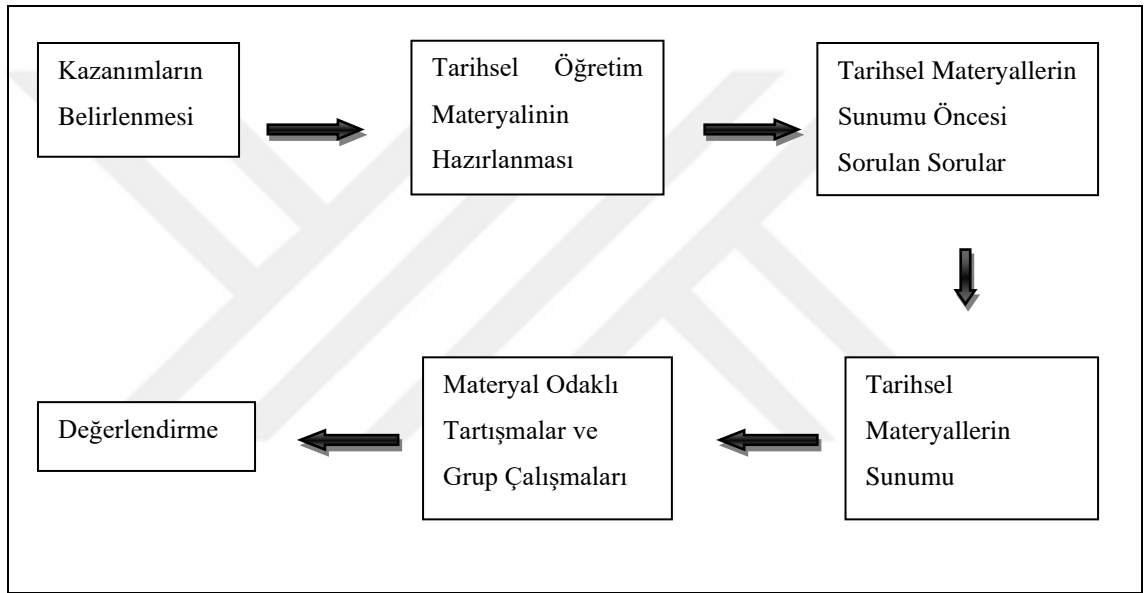 Kazanımların
Belirlenmesi
Tarihsel Öğretim
Materyalinin
Hazırlanması
Tarihsel Materyallerin
Sunumu Öncesi
Sorulan Sorular
Tarihsel
Materyallerin
Sunumu
Materyal Odaklı
Tartışmalar ve
Grup Çalışmaları
Değerlendirme